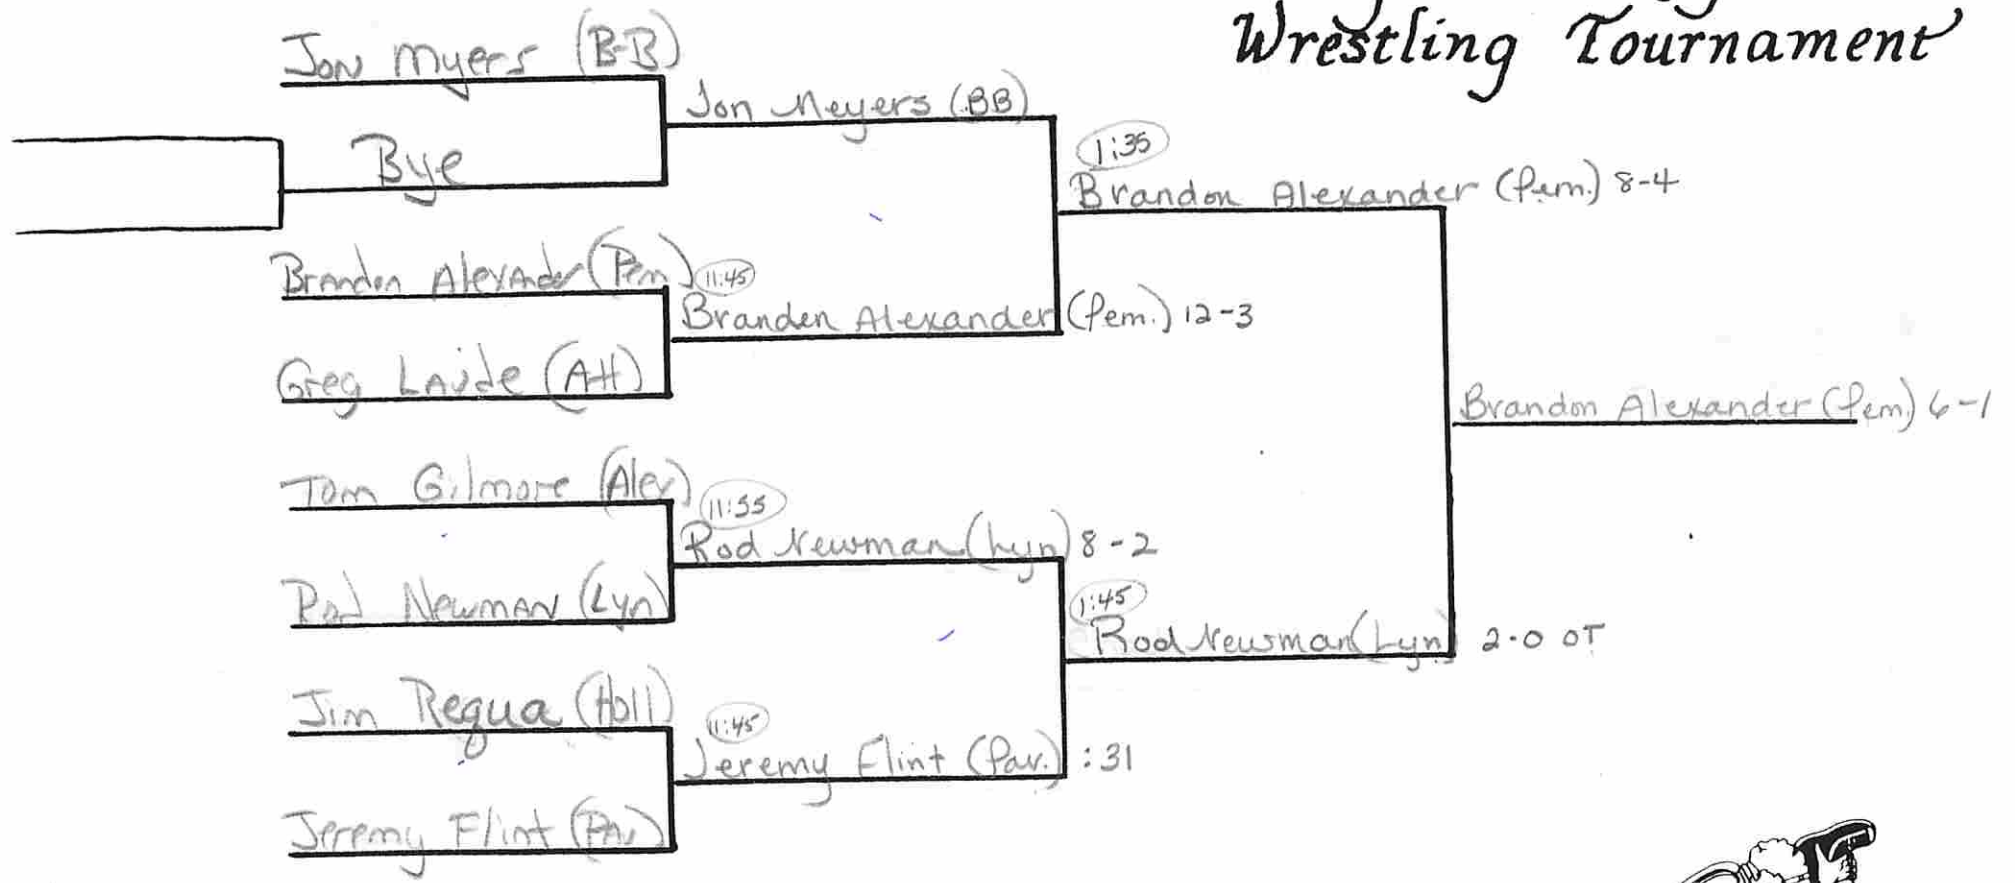 Wrestling Tournament
Jon Myers (B-B)
Jon Meyers (BB)
Bye
1:35
Brandon Alexander (Pem.) 8-4
Brandon Alexander (Pem)
11:45
Branden Alexander (Pem.) 12-3
Greg (AH)
Brandon Alexander (Pem.) 6-1
Tom Gilmore (Alex)
11:55
Rod Newman (Lyn) 8-2
Rod Newman (Lyn)
1:45
Rod Newman (Lyn) 2-0 OT
Jim Requa (Holl)
11:45
Jeremy Flint (Pav.) :31
Jeremy Flint (PAV)